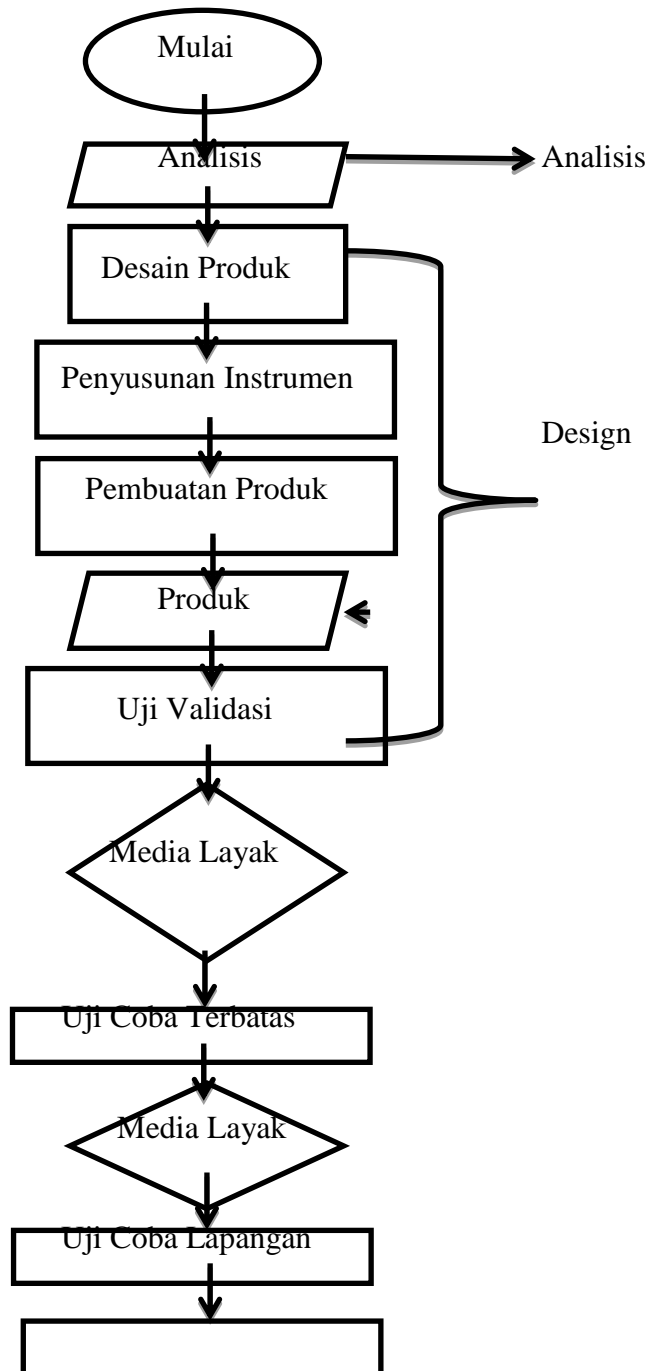 Mulai
Analisis
Analisis
Desain Produk
Penyusunan Instrumen
Design
Pembuatan Produk
Produk
Uji Validasi
Media Layak
Uji Coba Terbatas
Media Layak
Uji Coba Lapangan